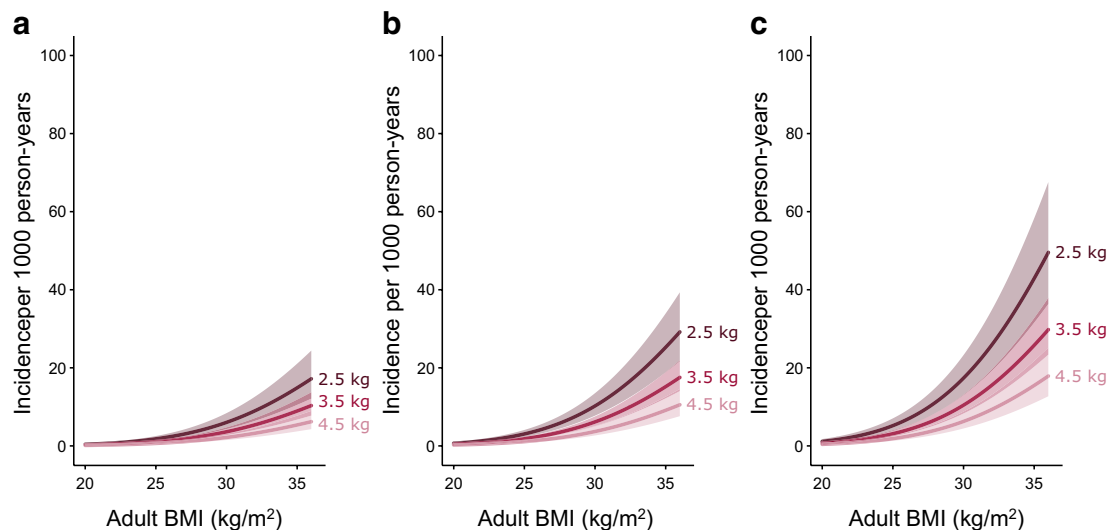 a
Incidenceper 1000 person-years
100
80
60
40
20
0
2.5 kg
3.5 kg
4.5 kg
20
25
30
35
Adult BMI (kg/m²)
b
Incidence per 1000 person-years
100
80
60
40
20
0
2.5 kg
3.5 kg
4.5 kg
20
25
30
35
Adult BMI (kg/m²)
c
Incidenceper 1000 person-years
100
80
60
40
20
0
2.5 kg
3.5 kg
4.5 kg
20
25
30
35
Adult BMI (kg/m²)